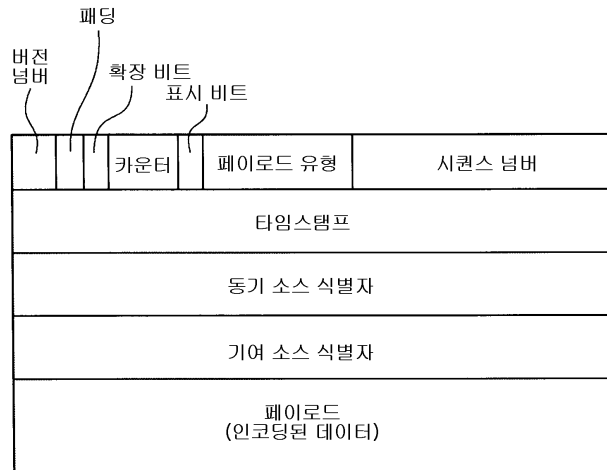 패딩
버전
넘버
확장 비트
표시 비트
카운터
페이로드 유형
시퀀스 넘버
타임스탬프
동기 소스 식별자
기여 소스 식별자
페이로드
(인코딩된 데이터)